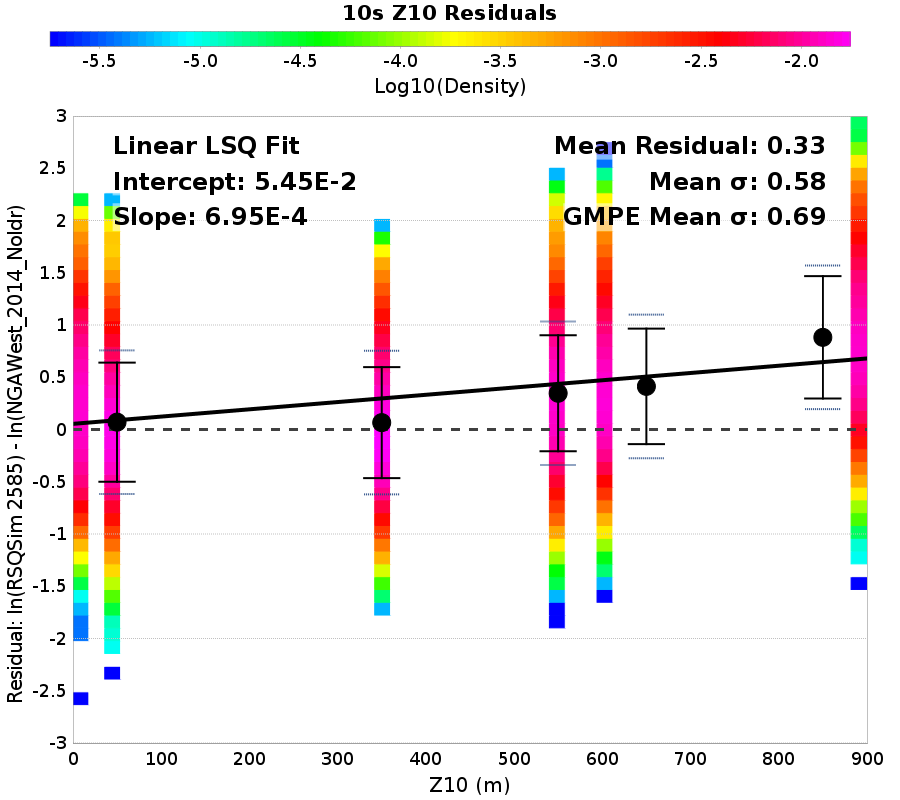 10s Z10 Residuals
-5.5 -5.0 -4.5 -4.0 -3.5 -3.0 -2.5 -2.0
Log10(Density)
Linear LSQ Fit
Intercept: 5.45E-2
Slope: 6.95E-4
Mean Residual: 0.33
Mean σ: 0.58
GMPE Mean σ: 0.69
Residual: ln(RSQSim 2585) - ln(NGAWest_2014_NoIdr)
3
2.5
2
1.5
1
0.5
0
-0.5
-1
-1.5
-2
-2.5
-3
0 100 200 300 400 500 600 700 800 900
Z10 (m)